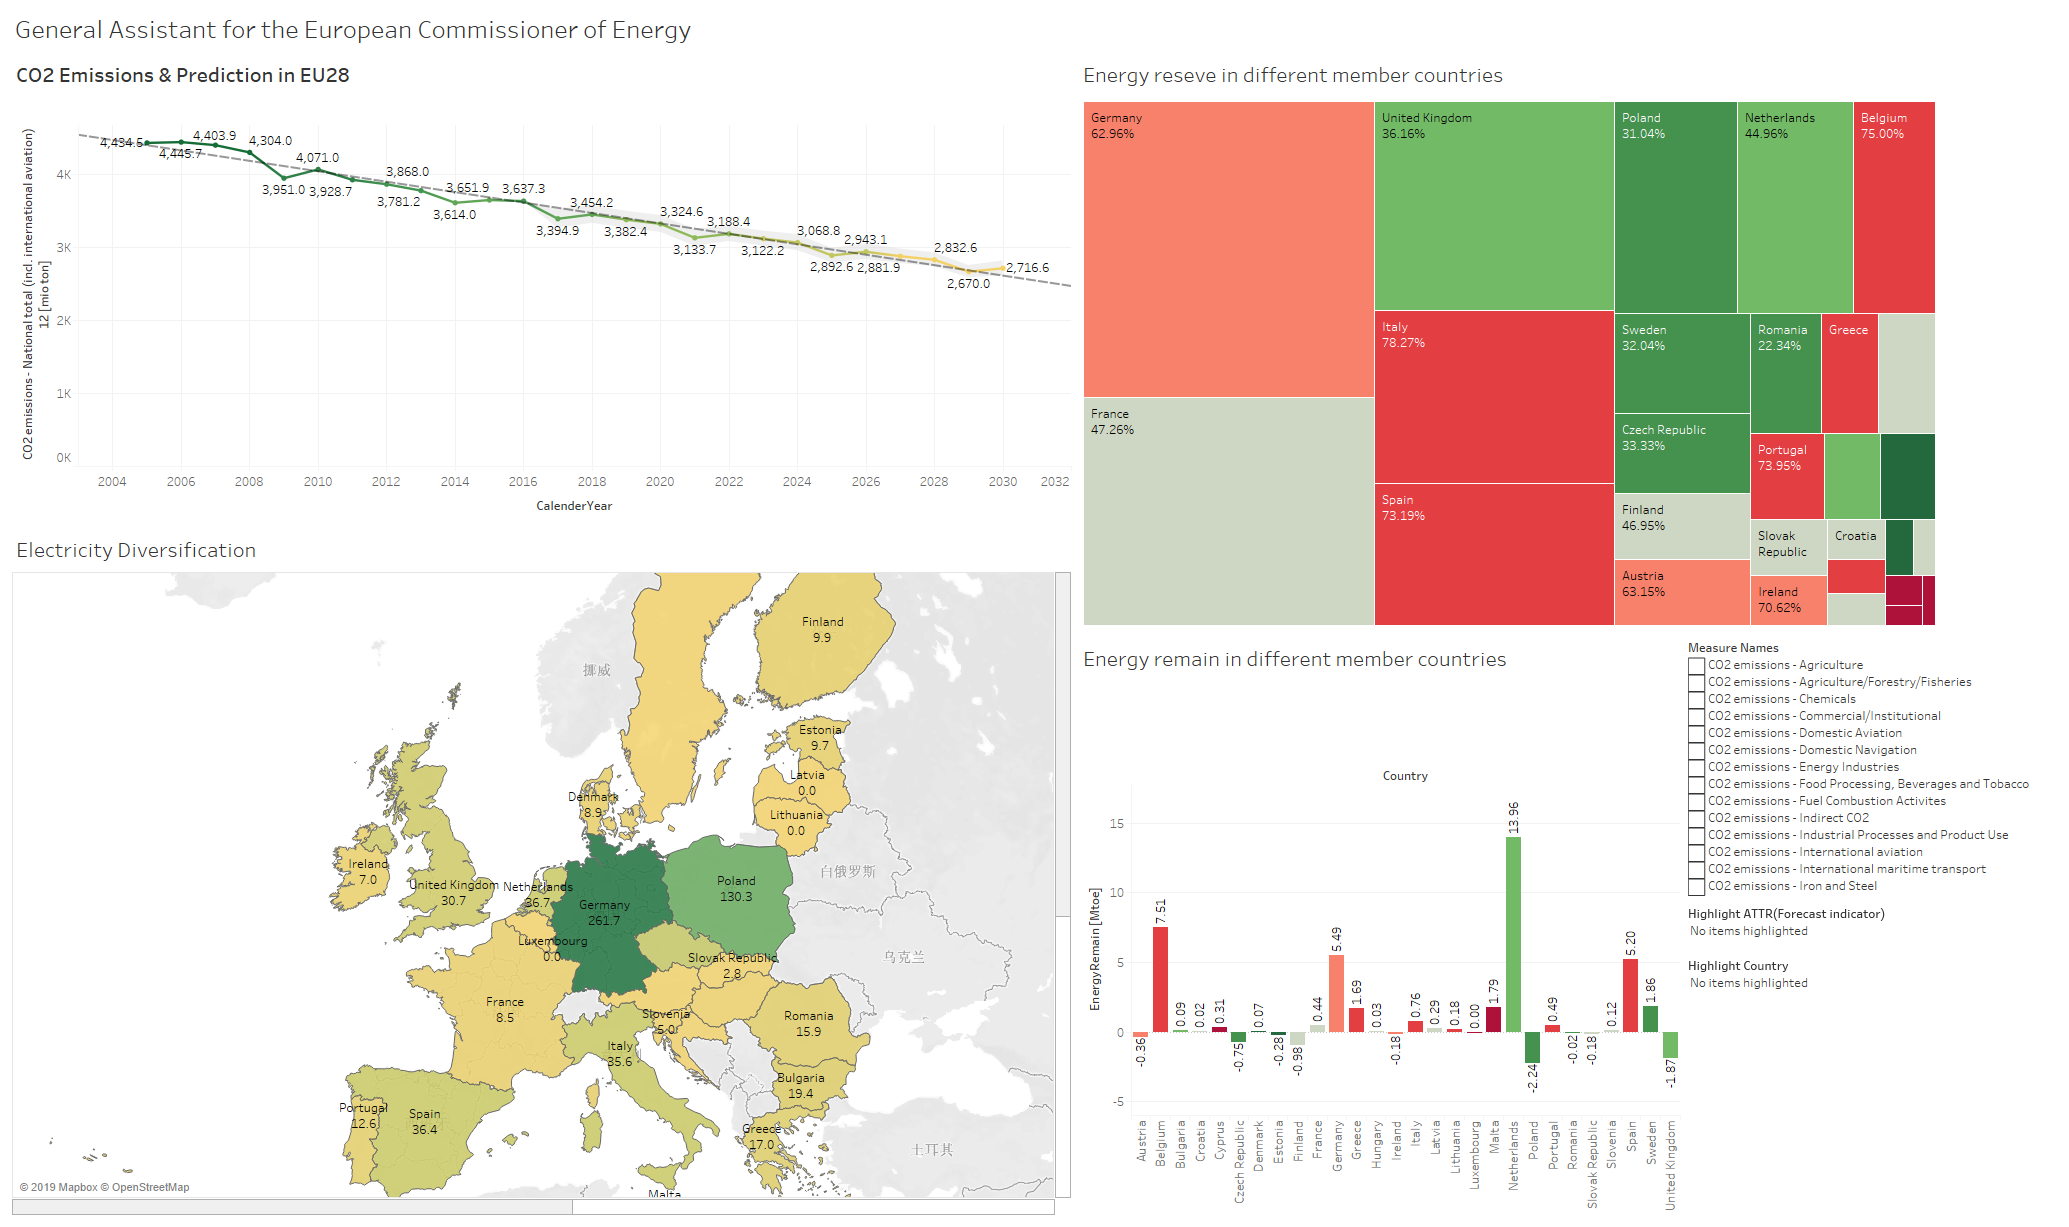 General Assistant for the European Commissioner of Energy
CO2 Emissions & Prediction in EU28
CO2 emissions - National total (incl. international aviation)
12 [mio ton]
4K
3K
2K
1K
0K
4,434.5
4,445.7
4,403.9
4,304.0
3,951.0
4,071.0
3,928.7
3,868.0
3,781.2
3,614.0
3,651.9
3,637.3
3,394.9
3,454.2
3,382.4
3,324.6
3,133.7
3,188.4
3,122.2
3,068.8
2,892.6
2,943.1
2,881.9
2,832.6
2,670.0
2,716.6
2004
2006
2008
2010
2012
2014
2016
2018
2020
2022
2024
2026
2028
2030
2032
CalenderYear
Energy reseve in different member countries
Germany
62.96%
France
47.26%
United Kingdom
36.16%
Italy
78.27%
Spain
73.19%
Poland
31.04%
Netherlands
44.96%
Belgium
75.00%
Sweden
32.04%
Czech Republic
33.33%
Finland
46.95%
Austria
63.15%
Romania
22.34%
Greece
Portugal
73.95%
Slovak
Republic
Croatia
Ireland
70.62%
Electricity Diversification
挪威
Finland
9.9
Estonia
9.7
Latvia
0.0
Lithuania
0.0
Denmark
8.9
Ireland
7.0
United Kingdom
30.7
Netherlands
36.7
Germany
261.7
Poland
130.3
白俄罗斯
乌克兰
Luxembourg
0.0
Slovak Republic
2.8
France
8.5
Slovenia
5.0
Romania
15.9
Italy
35.6
Bulgaria
19.4
Portugal
12.6
Spain
36.4
Greece
17.0
土耳其
Malta
© 2019 Mapbox © OpenStreetMap
Energy remain in different member countries
Country
EnergyRemain [Mtoe]
15
10
5
0
-5
-0.36
7.51
0.09
0.02
0.31
-0.75
0.07
-0.28
-0.98
0.44
5.49
1.69
0.03
-0.18
0.76
0.29
0.18
0.00
1.79
13.96
-2.24
0.49
-0.02
-0.18
0.12
5.20
1.86
-1.87
Austria
Belgium
Bulgaria
Croatia
Cyprus
Czech Republic
Denmark
Estonia
Finland
France
Germany
Greece
Hungary
Ireland
Italy
Latvia
Lithuania
Luxembourg
Malta
Netherlands
Poland
Portugal
Romania
Slovak Republic
Slovenia
Spain
Sweden
United Kingdom
Measure Names
CO2 emissions - Agriculture
CO2 emissions - Agriculture/Forestry/Fisheries
CO2 emissions - Chemicals
CO2 emissions - Commercial/Institutional
CO2 emissions - Domestic Aviation
CO2 emissions - Domestic Navigation
CO2 emissions - Energy Industries
CO2 emissions - Food Processing, Beverages and Tobacco
CO2 emissions - Fuel Combustion Activites
CO2 emissions - Indirect CO2
CO2 emissions - Industrial Processes and Product Use
CO2 emissions - International aviation
CO2 emissions - International maritime transport
CO2 emissions - Iron and Steel
Highlight ATTR(Forecast indicator)
No items highlighted
Highlight Country
No items highlighted